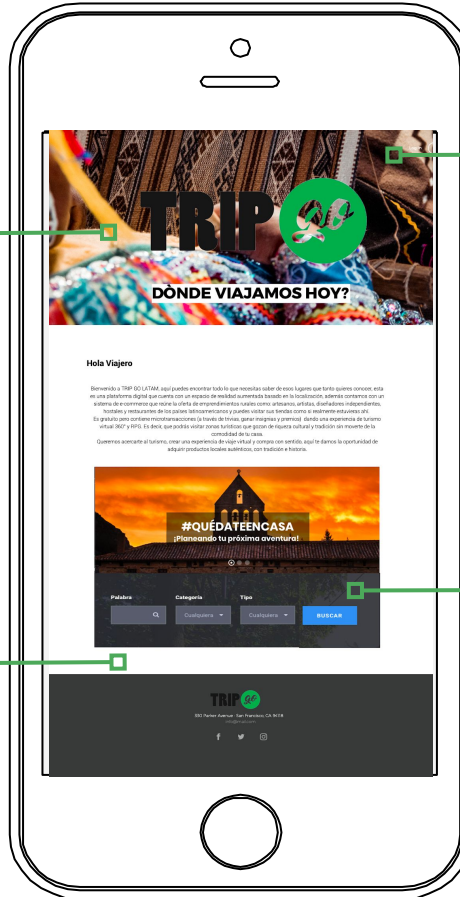 TRIP go
DÒNDE VIAJAMOS HOY?
Hola Viajero
Bienvenido a TRIP GO LATAM, aquí puedes encontrar todo lo que necesitas saber de esos lugares que tanto quieres conocer, esta
es una plataforma digital que cuenta con un espacio de realidad aumentada basado en la localización, además contamos con un
sistema de e-commerce que reúne la oferta de emprendimientos rurales como: artesanos, artistas, diseñadores independientes,
hostales y restaurantes de los países latinoamericanos y puedes visitar sus tiendas como si realmente estuvieras ahí.
Es gratuito pero contiene microtransacciones (a través de trivias, ganar insignias y premios) dando una experiencia de turismo
virtual 360° y RPG. Es decir, que podrás visitar zonas turísticas que gozan de riqueza cultural y tradición sin moverte de la
comodidad de tu casa.
Queremos acercarte al turismo, crear una experiencia de viaje virtual y compra con sentido, aquí te damos la oportunidad de
adquirir productos locales auténticos, con tradición e historia.
#QUÉDATEENCASA
¡Planeando tu próxima aventura!
Palabra Categoría Tipo
Cualquiera Cualquiera BUSCAR
TRIP go
Parker Avenue, San Francisco, CA